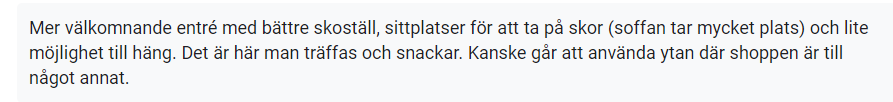 Mer välkomnande entré med bättre skoställ, sittplatser för att ta på skor (soffan tar mycket plats) och lite
möjlighet till häng. Det är här man träffas och snackar. Kanske går att använda ytan där shoppen är till
något annat.